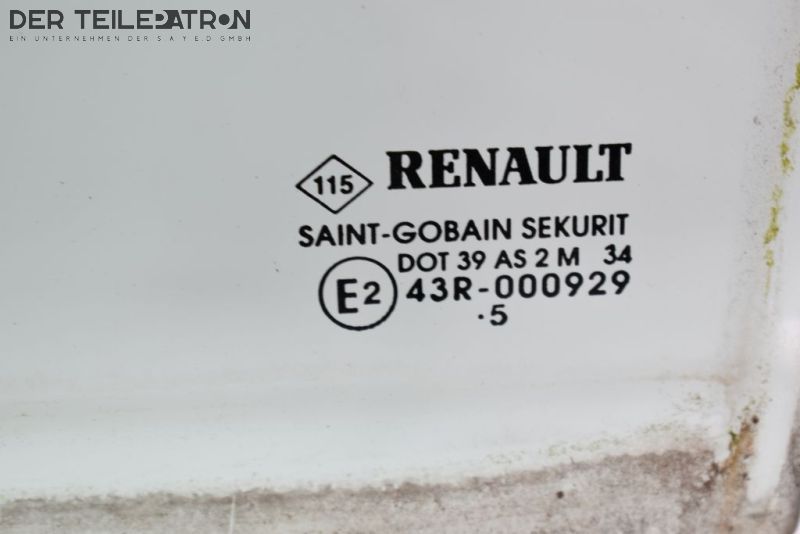 DER TEILEPATRON
EIN UNTERNEHMEN DER S A Y E.D GMBH
115 RENAULT
SAINT-GOBAIN SEKURIT
DOT 39 AS 2 M 34
E2 43R-000929
.5